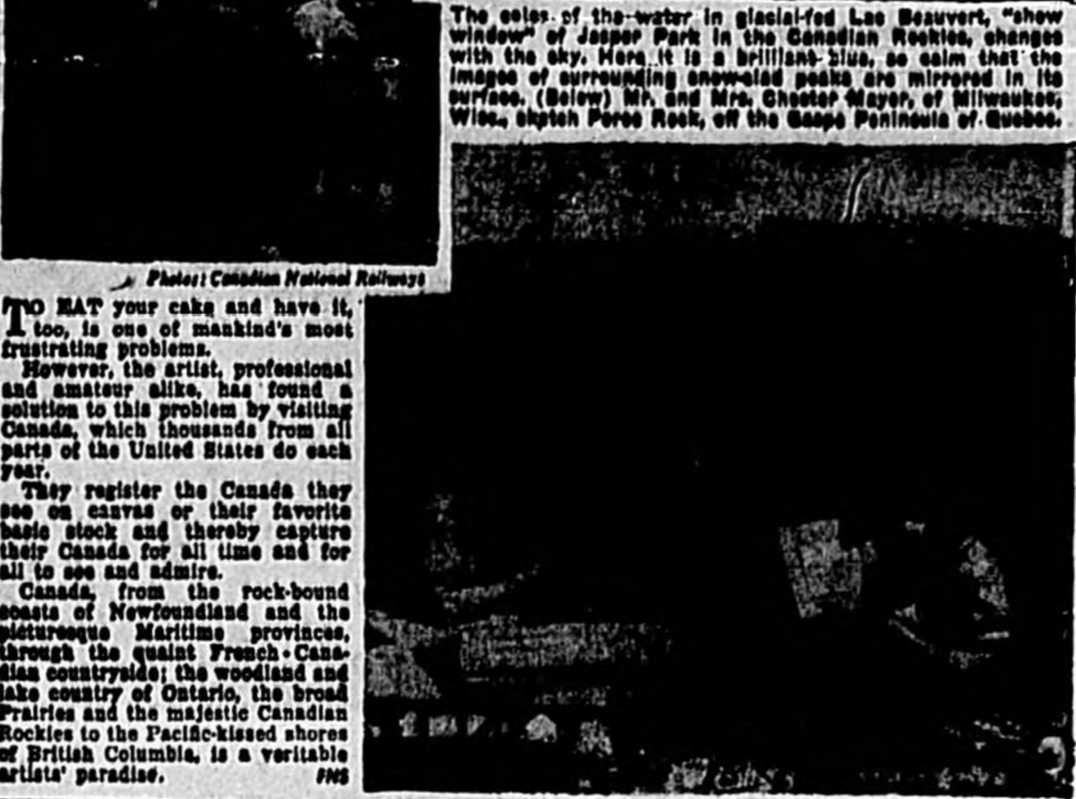 The color of the water in glacial-fed Lac Beauvert, "show
window" of Jasper Park in the Canadian Rockies, changes
with the sky. Here it is a brilliant blue, so calm that the
images of surrounding snow-clad peaks are mirrored in its
surface. (Below) Mr. and Mrs. Chester Mayer, of Milwaukee,
Wisc., sketch Perce Rock, off the Gaspe Peninsula of Quebec.
Photos: Canadian National Railways
TO EAT your cake and have it,
too, is one of mankind's most
frustrating problems.
However, the artist, professional
and amateur alike, has found a
solution to this problem by visiting
Canada, which thousands from all
parts of the United States do each
year.
They register the Canada they
see on canvas or their favorite
basic stock and thereby capture
their Canada for all time and for
all to see and admire.
Canada, from the rock-bound
coasts of Newfoundland and the
picturesque Maritime provinces,
through the quaint French-Cana-
dian countryside; the woodland and
lake country of Ontario, the broad
Prairies and the majestic Canadian
Rockies to the Pacific-kissed shores
of British Columbia, is a veritable
artists' paradise. FNS